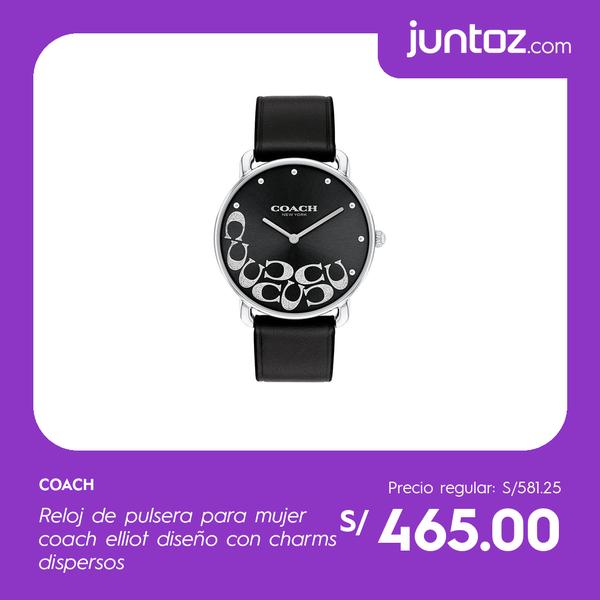 juntoz.com
COACH
NEW YORK
COACH
Precio regular: S/581.25
Reloj de pulsera para mujer
coach elliot diseño con charms
dispersos
S/ 465.00